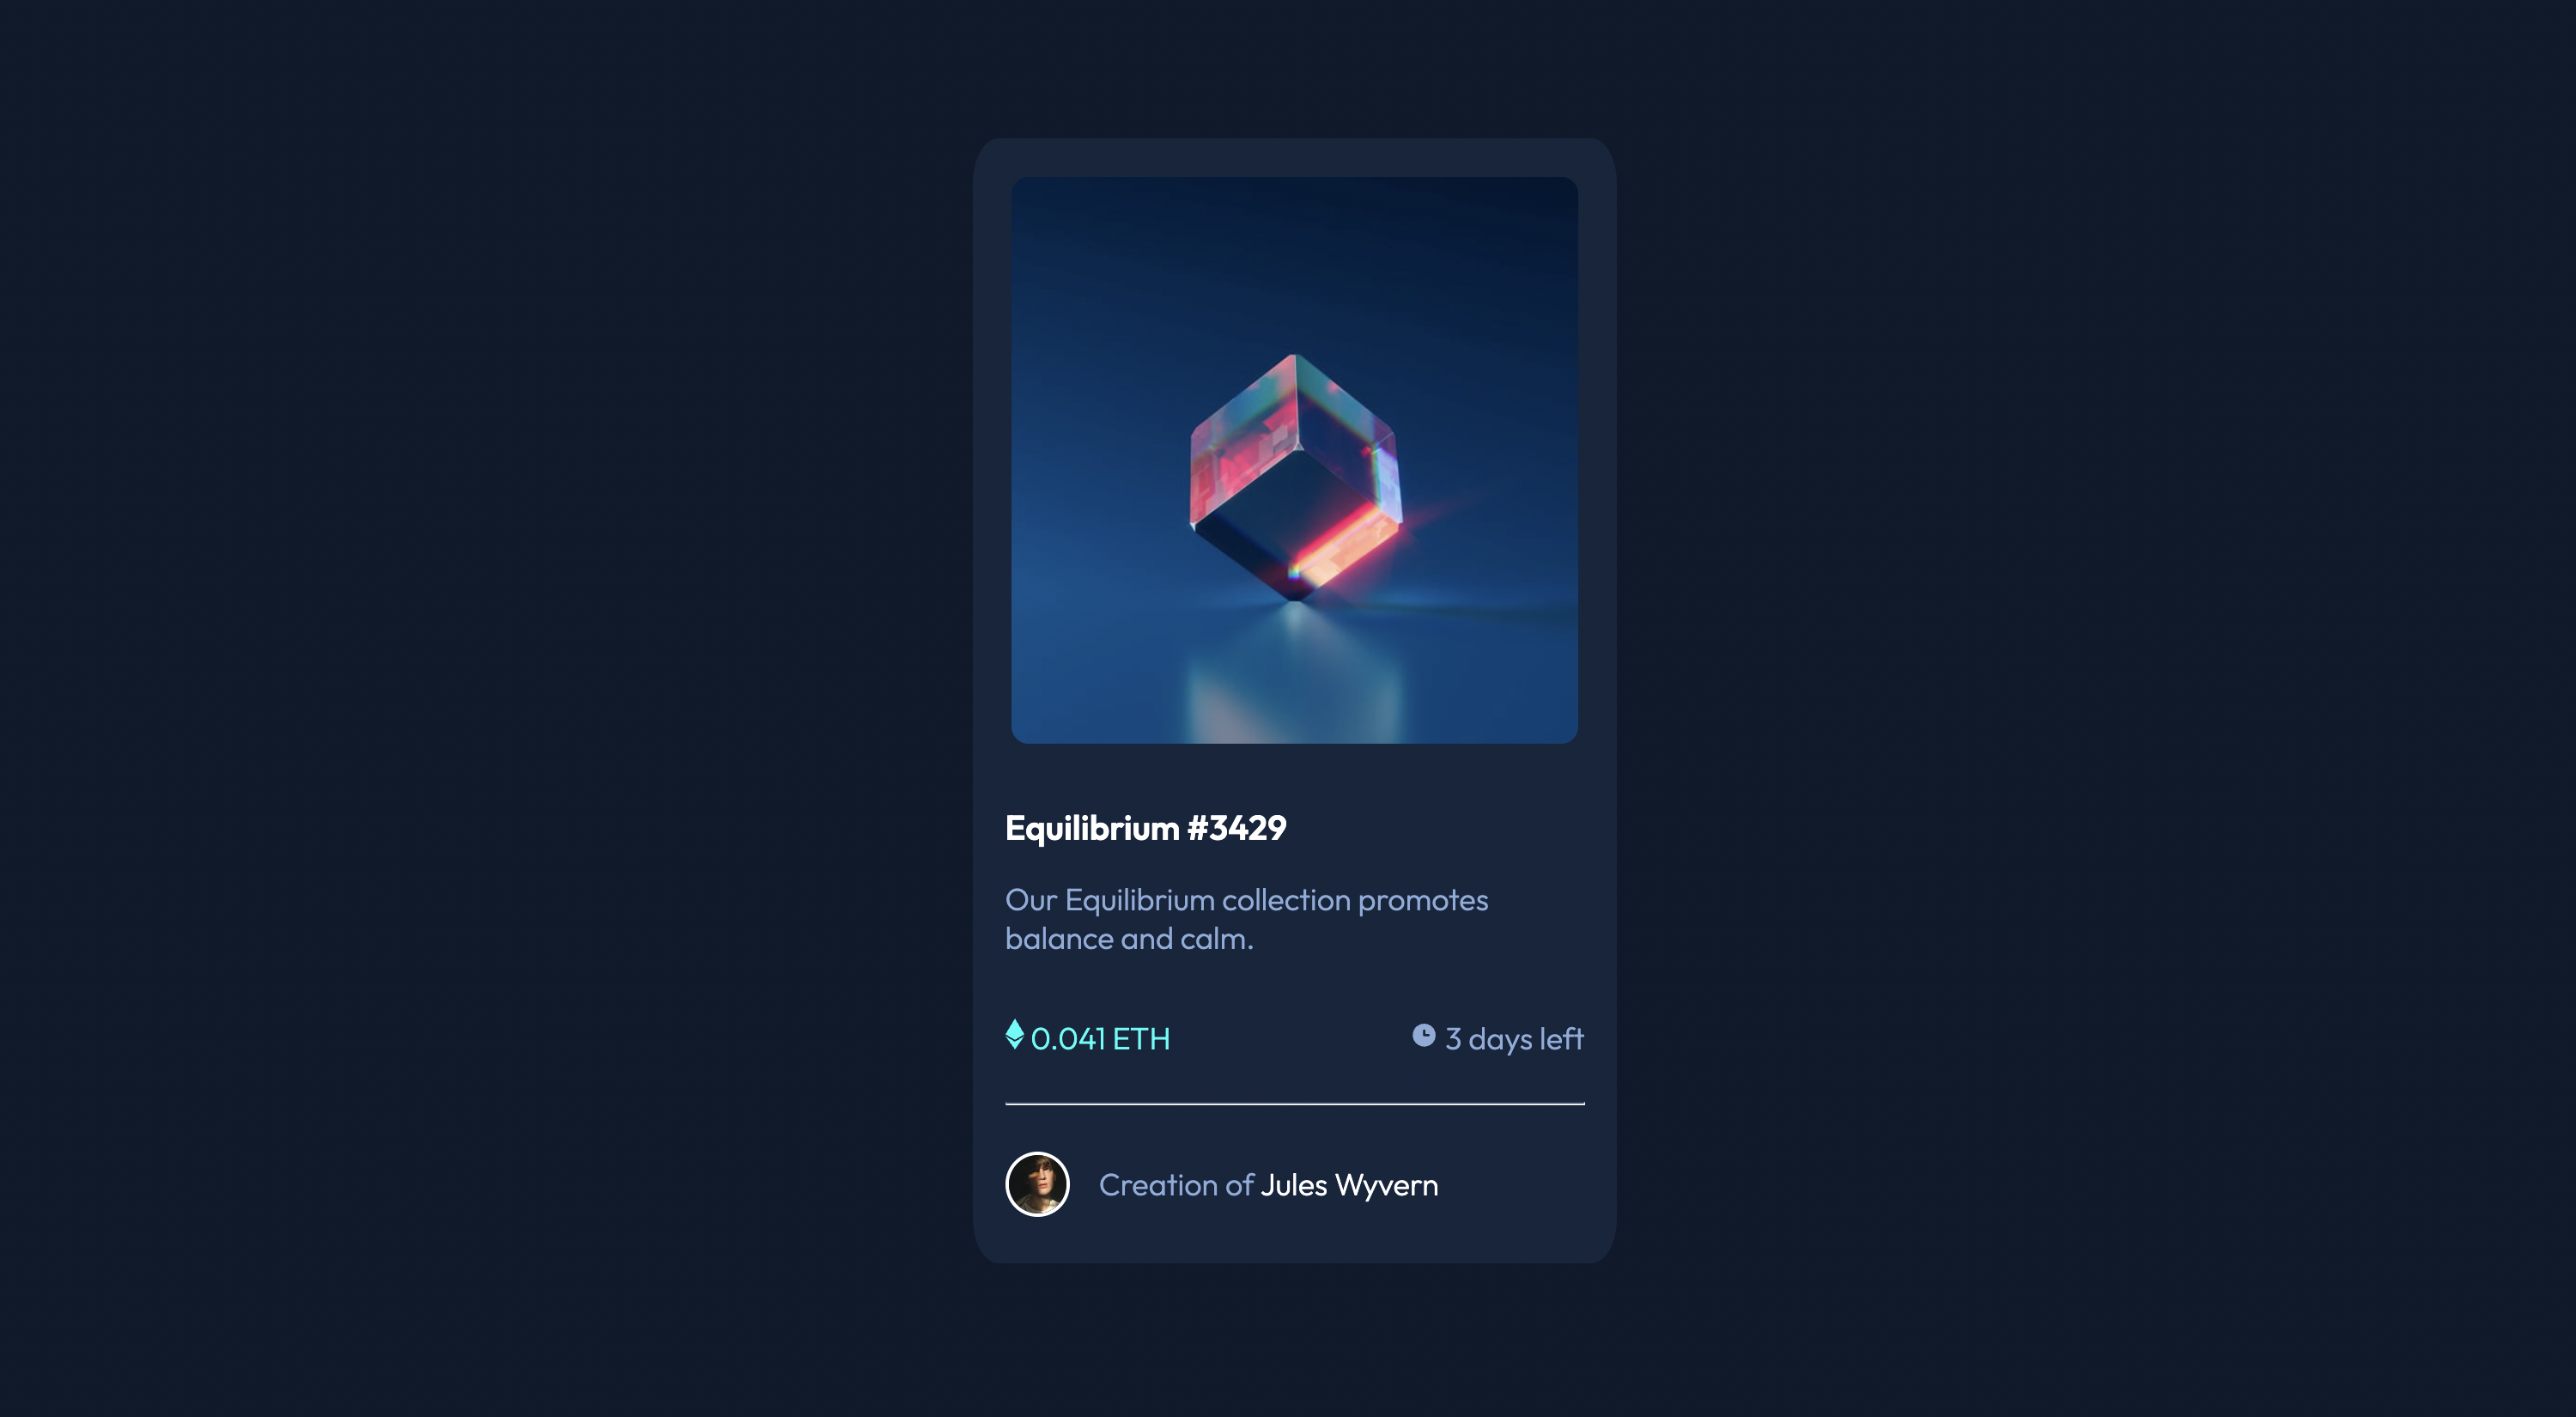 Equilibrium #3429
Our Equilibrium collection promotes
balance and calm.
0.041 ETH
3 days left
Creation of Jules Wyvern